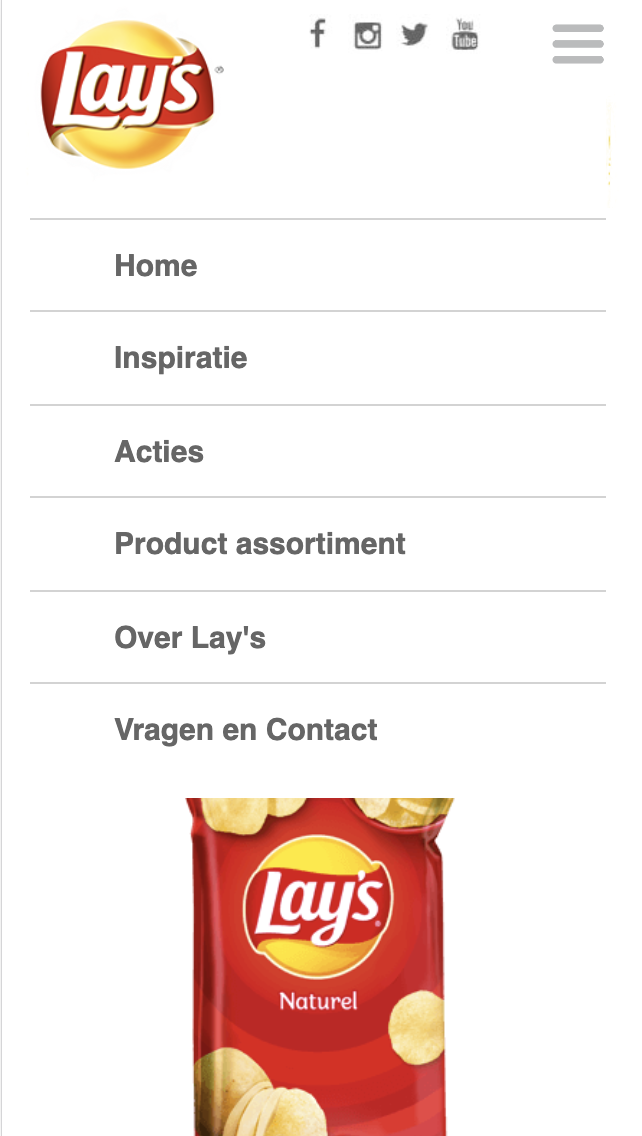 Lay's
You
Tube
Home
Inspiratie
Acties
Product assortiment
Over Lay's
Vragen en Contact
Lay's
Naturel